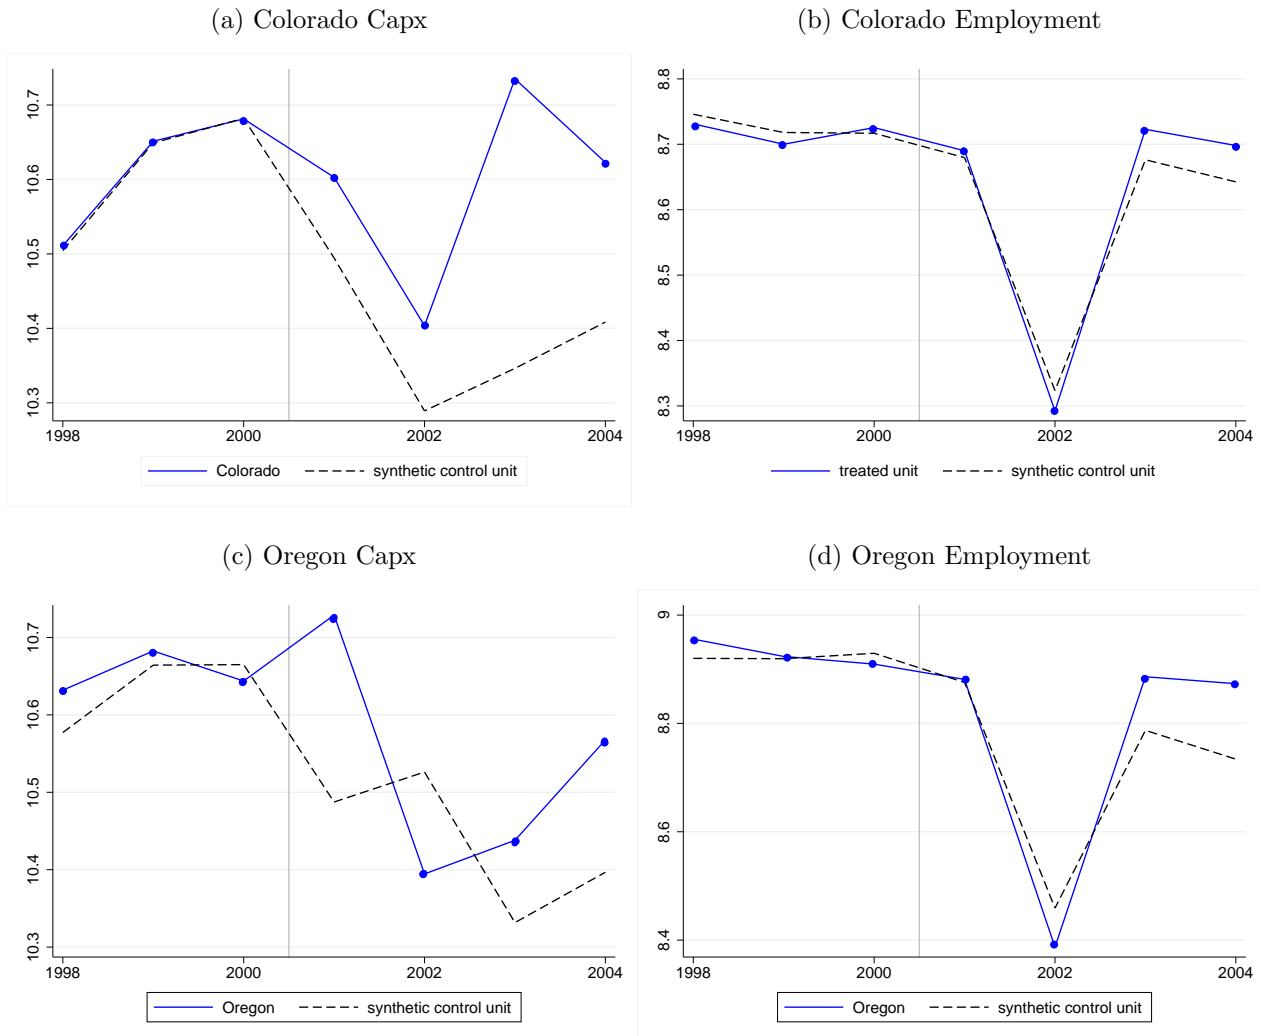 (a) Colorado Capx
10.7
10.6
10.5
10.4
10.3
1998 2000 2002 2004
Colorado synthetic control unit
(b) Colorado Employment
8.8
8.7
8.6
8.5
8.4
8.3
1998 2000 2002 2004
treated unit synthetic control unit
(c) Oregon Capx
10.7
10.6
10.5
10.4
10.3
1998 2000 2002 2004
Oregon synthetic control unit
(d) Oregon Employment
9
8.8
8.6
8.4
1998 2000 2002 2004
Oregon synthetic control unit